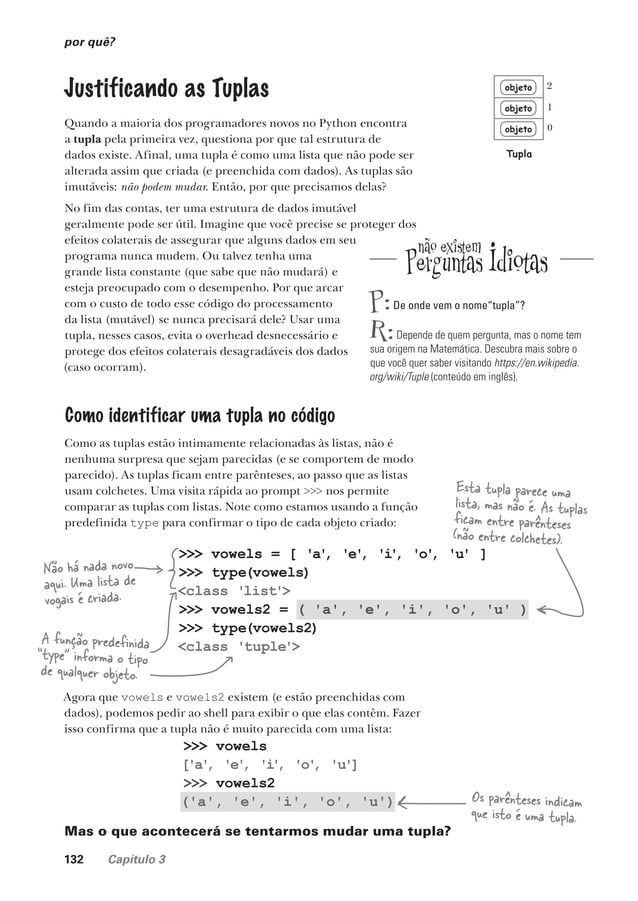 por quê?
Justificando as Tuplas
Quando a maioria dos programadores novos no Python encontra
a tupla pela primeira vez, questiona por que tal estrutura de
dados existe. Afinal, uma tupla é como uma lista que não pode ser
alterada assim que criada (e preenchida com dados). As tuplas são
imutáveis: não podem mudar. Então, por que precisamos delas?
objeto 2
objeto 1
objeto 0
Tupla
No fim das contas, ter uma estrutura de dados imutável
geralmente pode ser útil. Imagine que você precise se proteger dos
efeitos colaterais de assegurar que alguns dados em seu
programa nunca mudem. Ou talvez tenha uma
grande lista constante (que sabe que não mudará) e
esteja preocupado com o desempenho. Por que arcar
com o custo de todo esse código do processamento
da lista (mutável) se nunca precisará dele? Usar uma
tupla, nesses casos, evita o overhead desnecessário e
protege dos efeitos colaterais desagradáveis dos dados
(caso ocorram).
não existem
Perguntas Idiotas
P: De onde vem o nome“tupla”?
R: Depende de quem pergunta, mas o nome tem
sua origem na Matemática. Descubra mais sobre o
que você quer saber visitando https://en.wikipedia.
org/wiki/Tuple (conteúdo em inglês).
Como identificar uma tupla no código
Como as tuplas estão intimamente relacionadas às listas, não é
nenhuma surpresa que sejam parecidas (e se comportem de modo
parecido). As tuplas ficam entre parênteses, ao passo que as listas
usam colchetes. Uma visita rápida ao prompt >>> nos permite
comparar as tuplas com listas. Note como estamos usando a função
predefinida type para confirmar o tipo de cada objeto criado:
Esta tupla parece uma
lista, mas não é. As tuplas
ficam entre parênteses
(não entre colchetes).
Não há nada novo
aqui. Uma lista de
vogais é criada.
>>> vowels = [ 'a', 'e', 'i', 'o', 'u' ]
>>> type(vowels)
<class 'list'>
>>> vowels2 = ( 'a', 'e', 'i', 'o', 'u' )
>>> type(vowels2)
<class 'tuple'>
A função predefinida
“type” informa o tipo
de qualquer objeto.
Agora que vowels e vowels2 existem (e estão preenchidas com
dados), podemos pedir ao shell para exibir o que elas contêm. Fazer
isso confirma que a tupla não é muito parecida com uma lista:
>>> vowels
['a', 'e', 'i', 'o', 'u']
>>> vowels2
('a', 'e', 'i', 'o', 'u')
Os parênteses indicam
que isto é uma tupla.
Mas o que acontecerá se tentarmos mudar uma tupla?
132 Capítulo 3